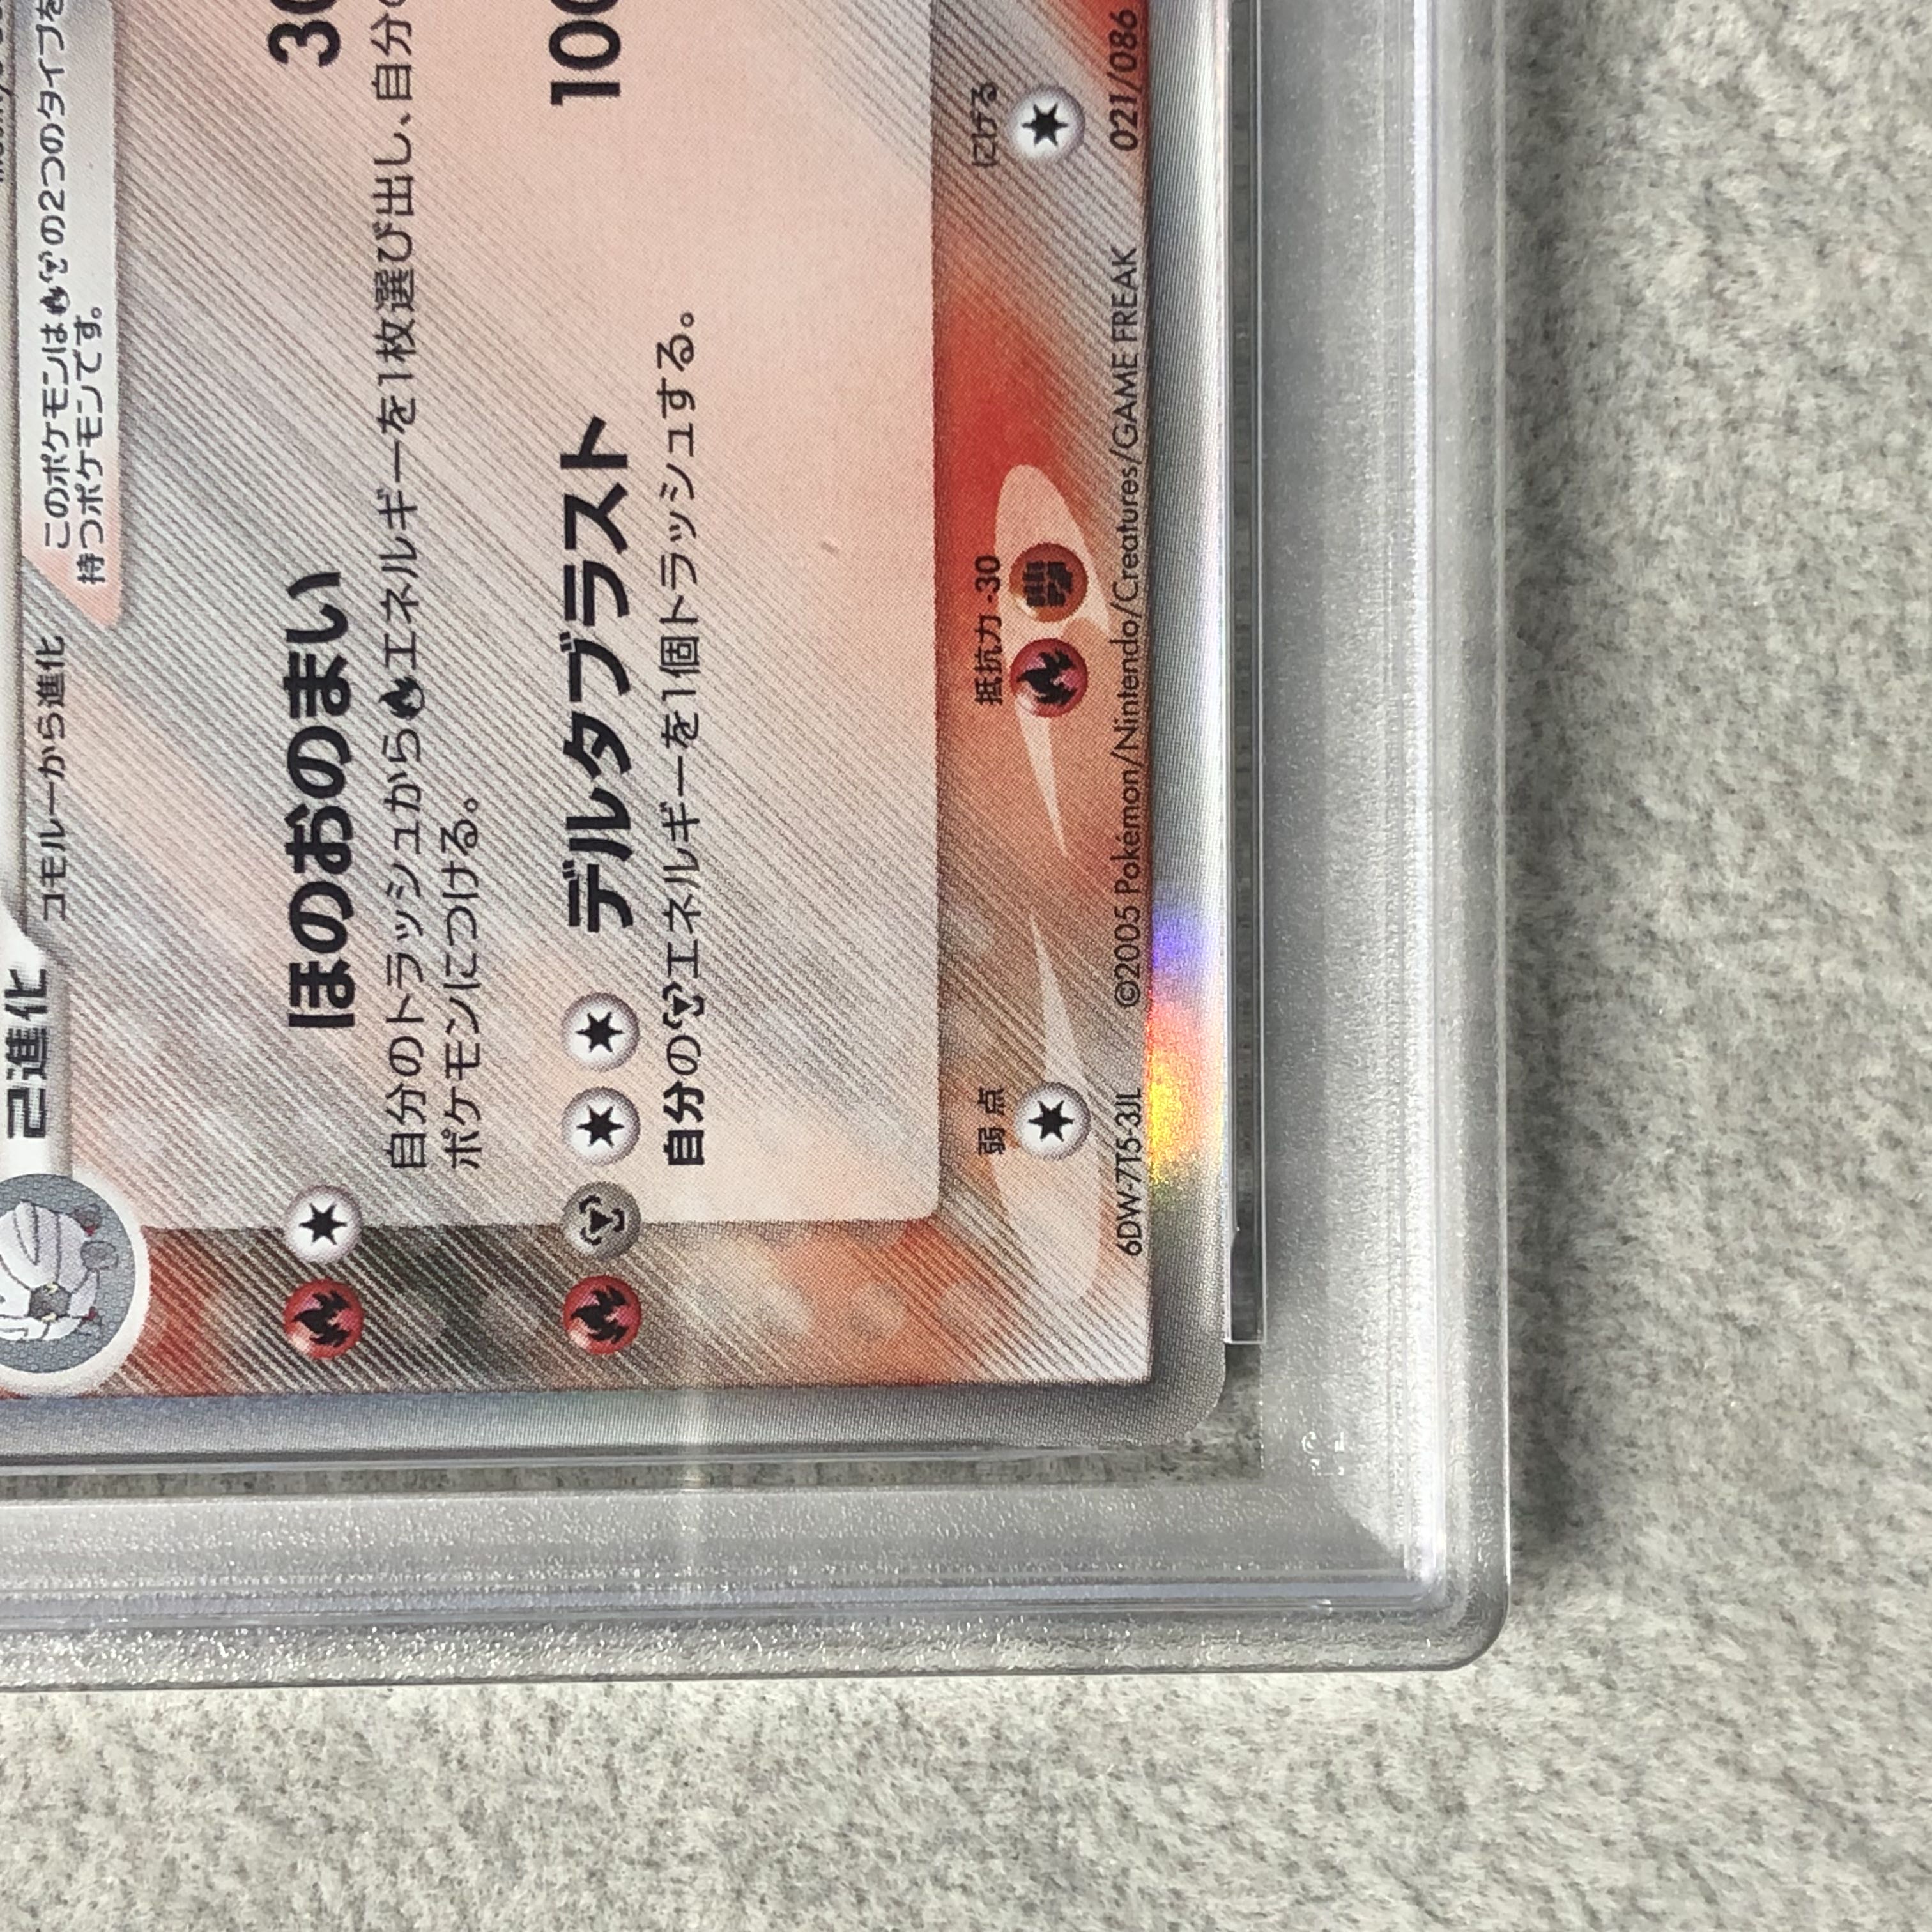 2進化
コモルーから進化
このポケモンはの2つのタイプを
持つポケモンです。
ほのおのまい 30
自分のトラッシュからエネルギーを1枚選び出し、自分の
ポケモンにつける。
デルタブラスト 100
自分のエネルギーを1個トラッシュする。
弱点 抵抗力 -30 にげる
6DW-7T5-3JL ©2005 Pokémon/Nintendo/Creatures/GAME FREAK 021/086